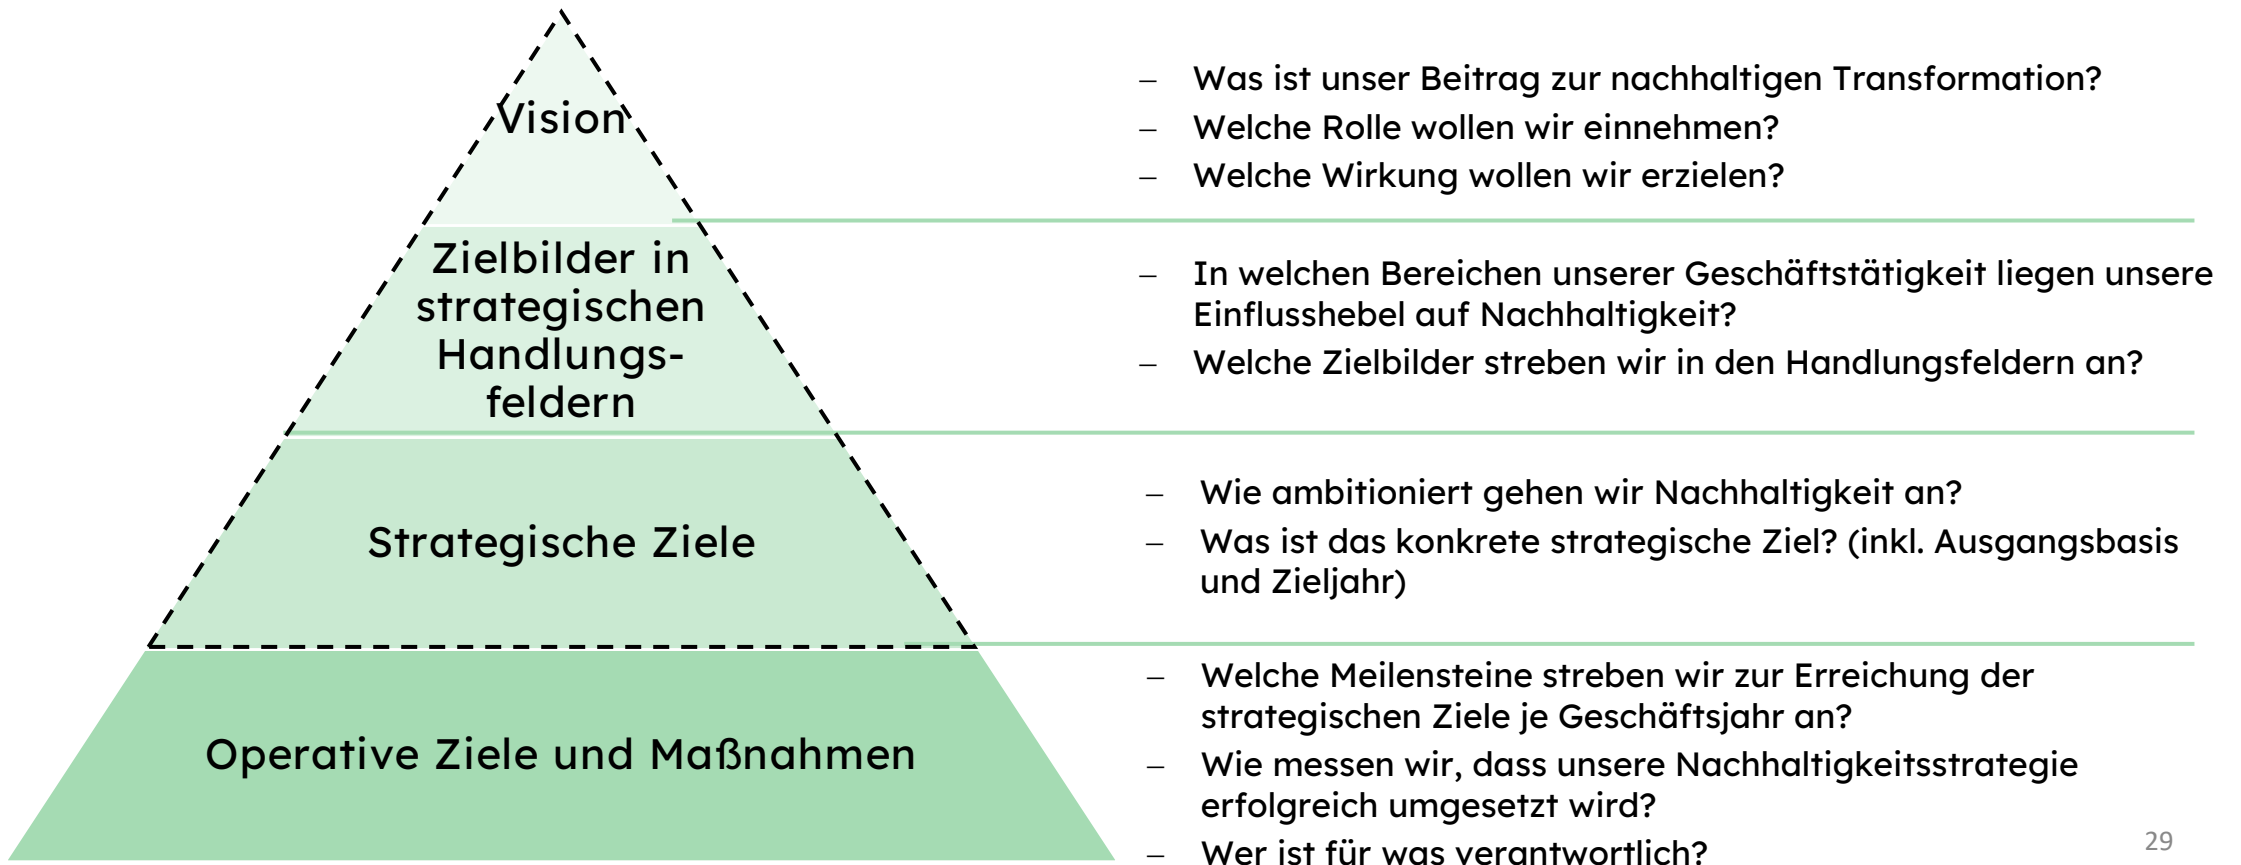 Vision
– Was ist unser Beitrag zur nachhaltigen Transformation?
– Welche Rolle wollen wir einnehmen?
– Welche Wirkung wollen wir erzielen?
Zielbilder in
strategischen
Handlungs-
feldern
– In welchen Bereichen unserer Geschäftstätigkeit liegen unsere
Einflusshebel auf Nachhaltigkeit?
– Welche Zielbilder streben wir in den Handlungsfeldern an?
Strategische Ziele
– Wie ambitioniert gehen wir Nachhaltigkeit an?
– Was ist das konkrete strategische Ziel? (inkl. Ausgangsbasis
und Zieljahr)
Operative Ziele und Maßnahmen
– Welche Meilensteine streben wir zur Erreichung der
strategischen Ziele je Geschäftsjahr an?
– Wie messen wir, dass unsere Nachhaltigkeitsstrategie
erfolgreich umgesetzt wird?
– Wer ist für was verantwortlich?
29